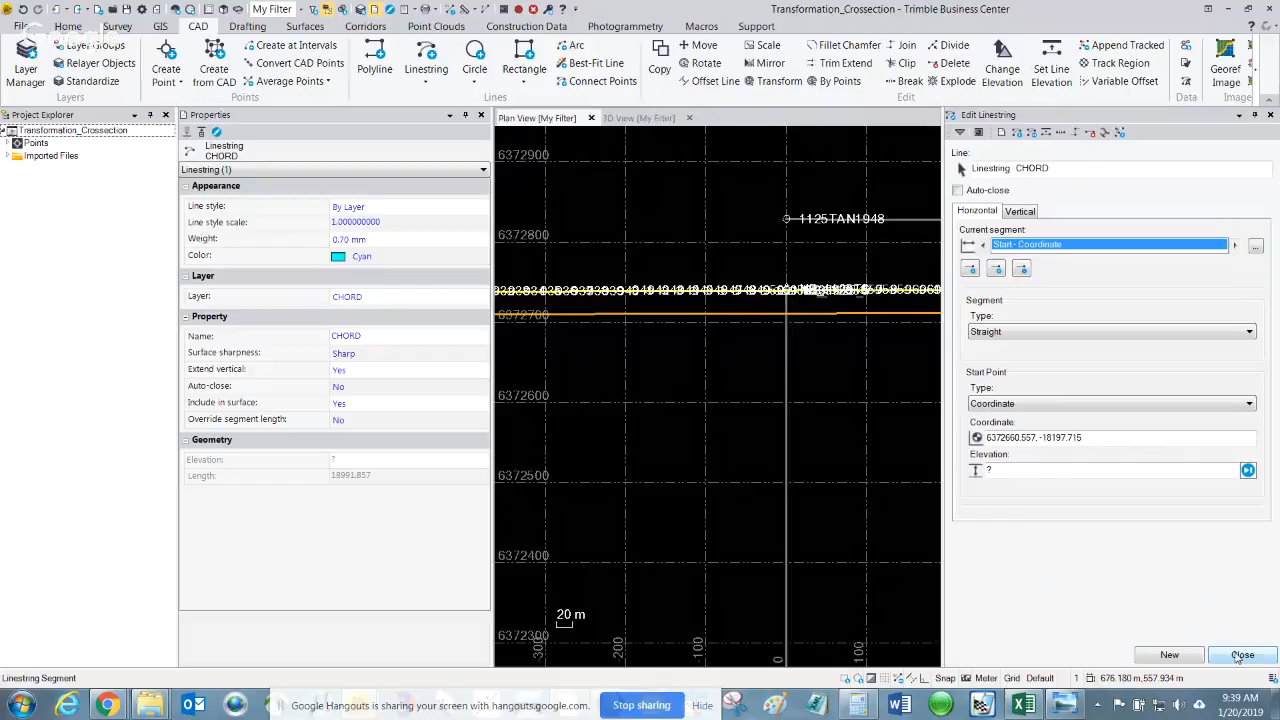 My Filter
Transformation_Crossection - Trimble Business Center
Survey GIS CAD Drafting Surfaces Corridor Point Clouds Photogrammetry Macros Support
Layer Manager
Layer Groups
Relayer Objects
Standardize
Layers
Create Point
Create from CAD
Create at Intervals
Convert CAD Points
Average Points
Points
Polyline
Linestring
Circle
Rectangle
Arc
Best-Fit Line
Connect Points
Lines
Copy
Move
Rotate
Offset Line
Scale
Mirror
Transform
Fillet Chamfer
Trim Extend
By Points
Join
Clip
Break
Divide
Delete
Explode
Change Elevation
Set Line Elevation
Append Tracked
Track Region
Variable Offset
Edit
Data
Georef
Image
Project Explorer
Transformation_Crossection
Points
Imported Files
Properties
Linestring
CHORD
Linestring (1)
Appearance
Line style: By Layer
Line style scale: 1.000000000
Weight: 0.70 mm
Color: Cyan
Layer
Layer: CHORD
Property
Name: CHORD
Surface sharpness: Sharp
Extend vertical: Yes
Auto-close: No
Include in surface: Yes
Override segment length: No
Geometry
Elevation: ?
Length: 18991.857
Plan View [My Filter]
3D View [My Filter]
6372900
1125TAN1948
6372800
6372700
6372600
6372500
6372400
20 m
6372300
-300
-200
-100
0
100
Edit Linestring
Line:
Linestring CHORD
Auto-close
Horizontal Vertical
Current segment:
Start - Coordinate
...
Segment
Type:
Straight
Start Point
Type:
Coordinate
Coordinate:
6372660.557, -18197.715
Elevation:
?
New Close
Linestring Segment
Snap Meter Grid Default 1 676.180 m,557.934 m
Google hangouts is sharing your screen with hangouts.google.com.
Stop sharing
Hide
9:39 AM
1/20/2019